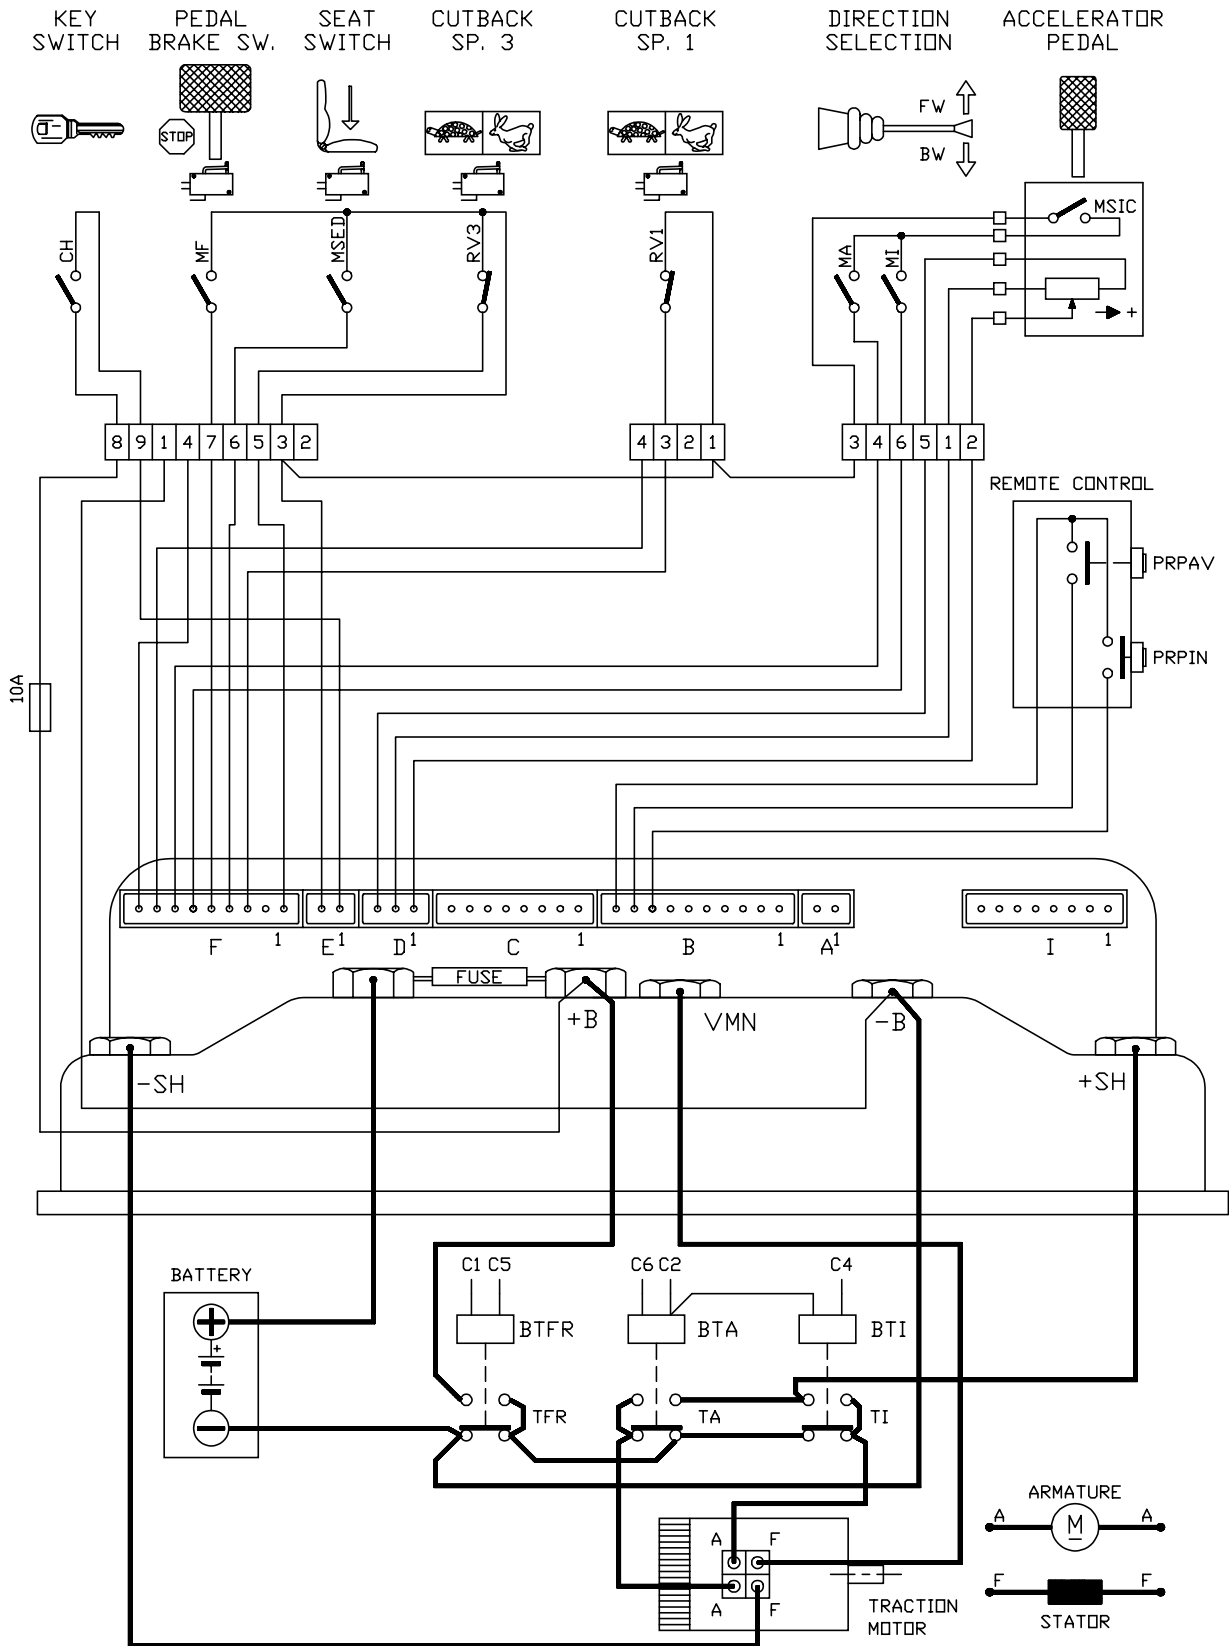 KEY
SWITCH
PEDAL
BRAKE SW.
SEAT
SWITCH
CUTBACK
SP. 3
CUTBACK
SP. 1
DIRECTION
SELECTION
ACCELERATOR
PEDAL
STOP
FW
BW
CH
MF
MSED
RV3
RV1
MA
MI
MSIC
+
8 9 1 4 7 6 5 3 2
4 3 2 1
3 4 6 5 1 2
REMOTE CONTROL
PRPAV
PRPIN
10A
F 1
E 1
D 1
C 1
B 1
A 1
I 1
FUSE
+B
VMN
-B
-SH
+SH
BATTERY
+
C1 C5
C6 C2
C4
BTFR
BTA
BTI
TFR
TA
TI
A F
A F
TRACTION
MOTOR
ARMATURE
A M A
F F
STATOR